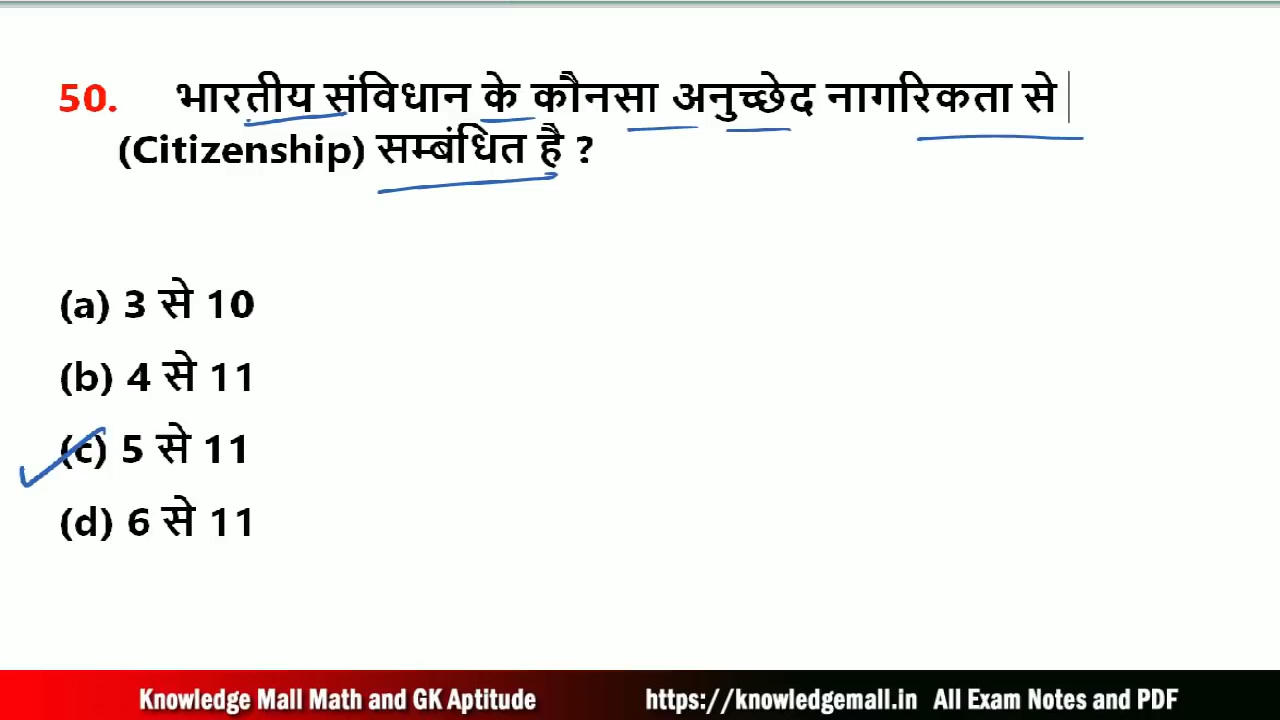 50. भारतीय संविधान के कौनसा अनुच्छेद नागरिकता से
(Citizenship) सम्बंधित है ?
(a) 3 से 10
(b) 4 से 11
(c) 5 से 11
(d) 6 से 11
Knowledge Mall Math and GK Aptitude https://knowledgemall.in All Exam Notes and PDF